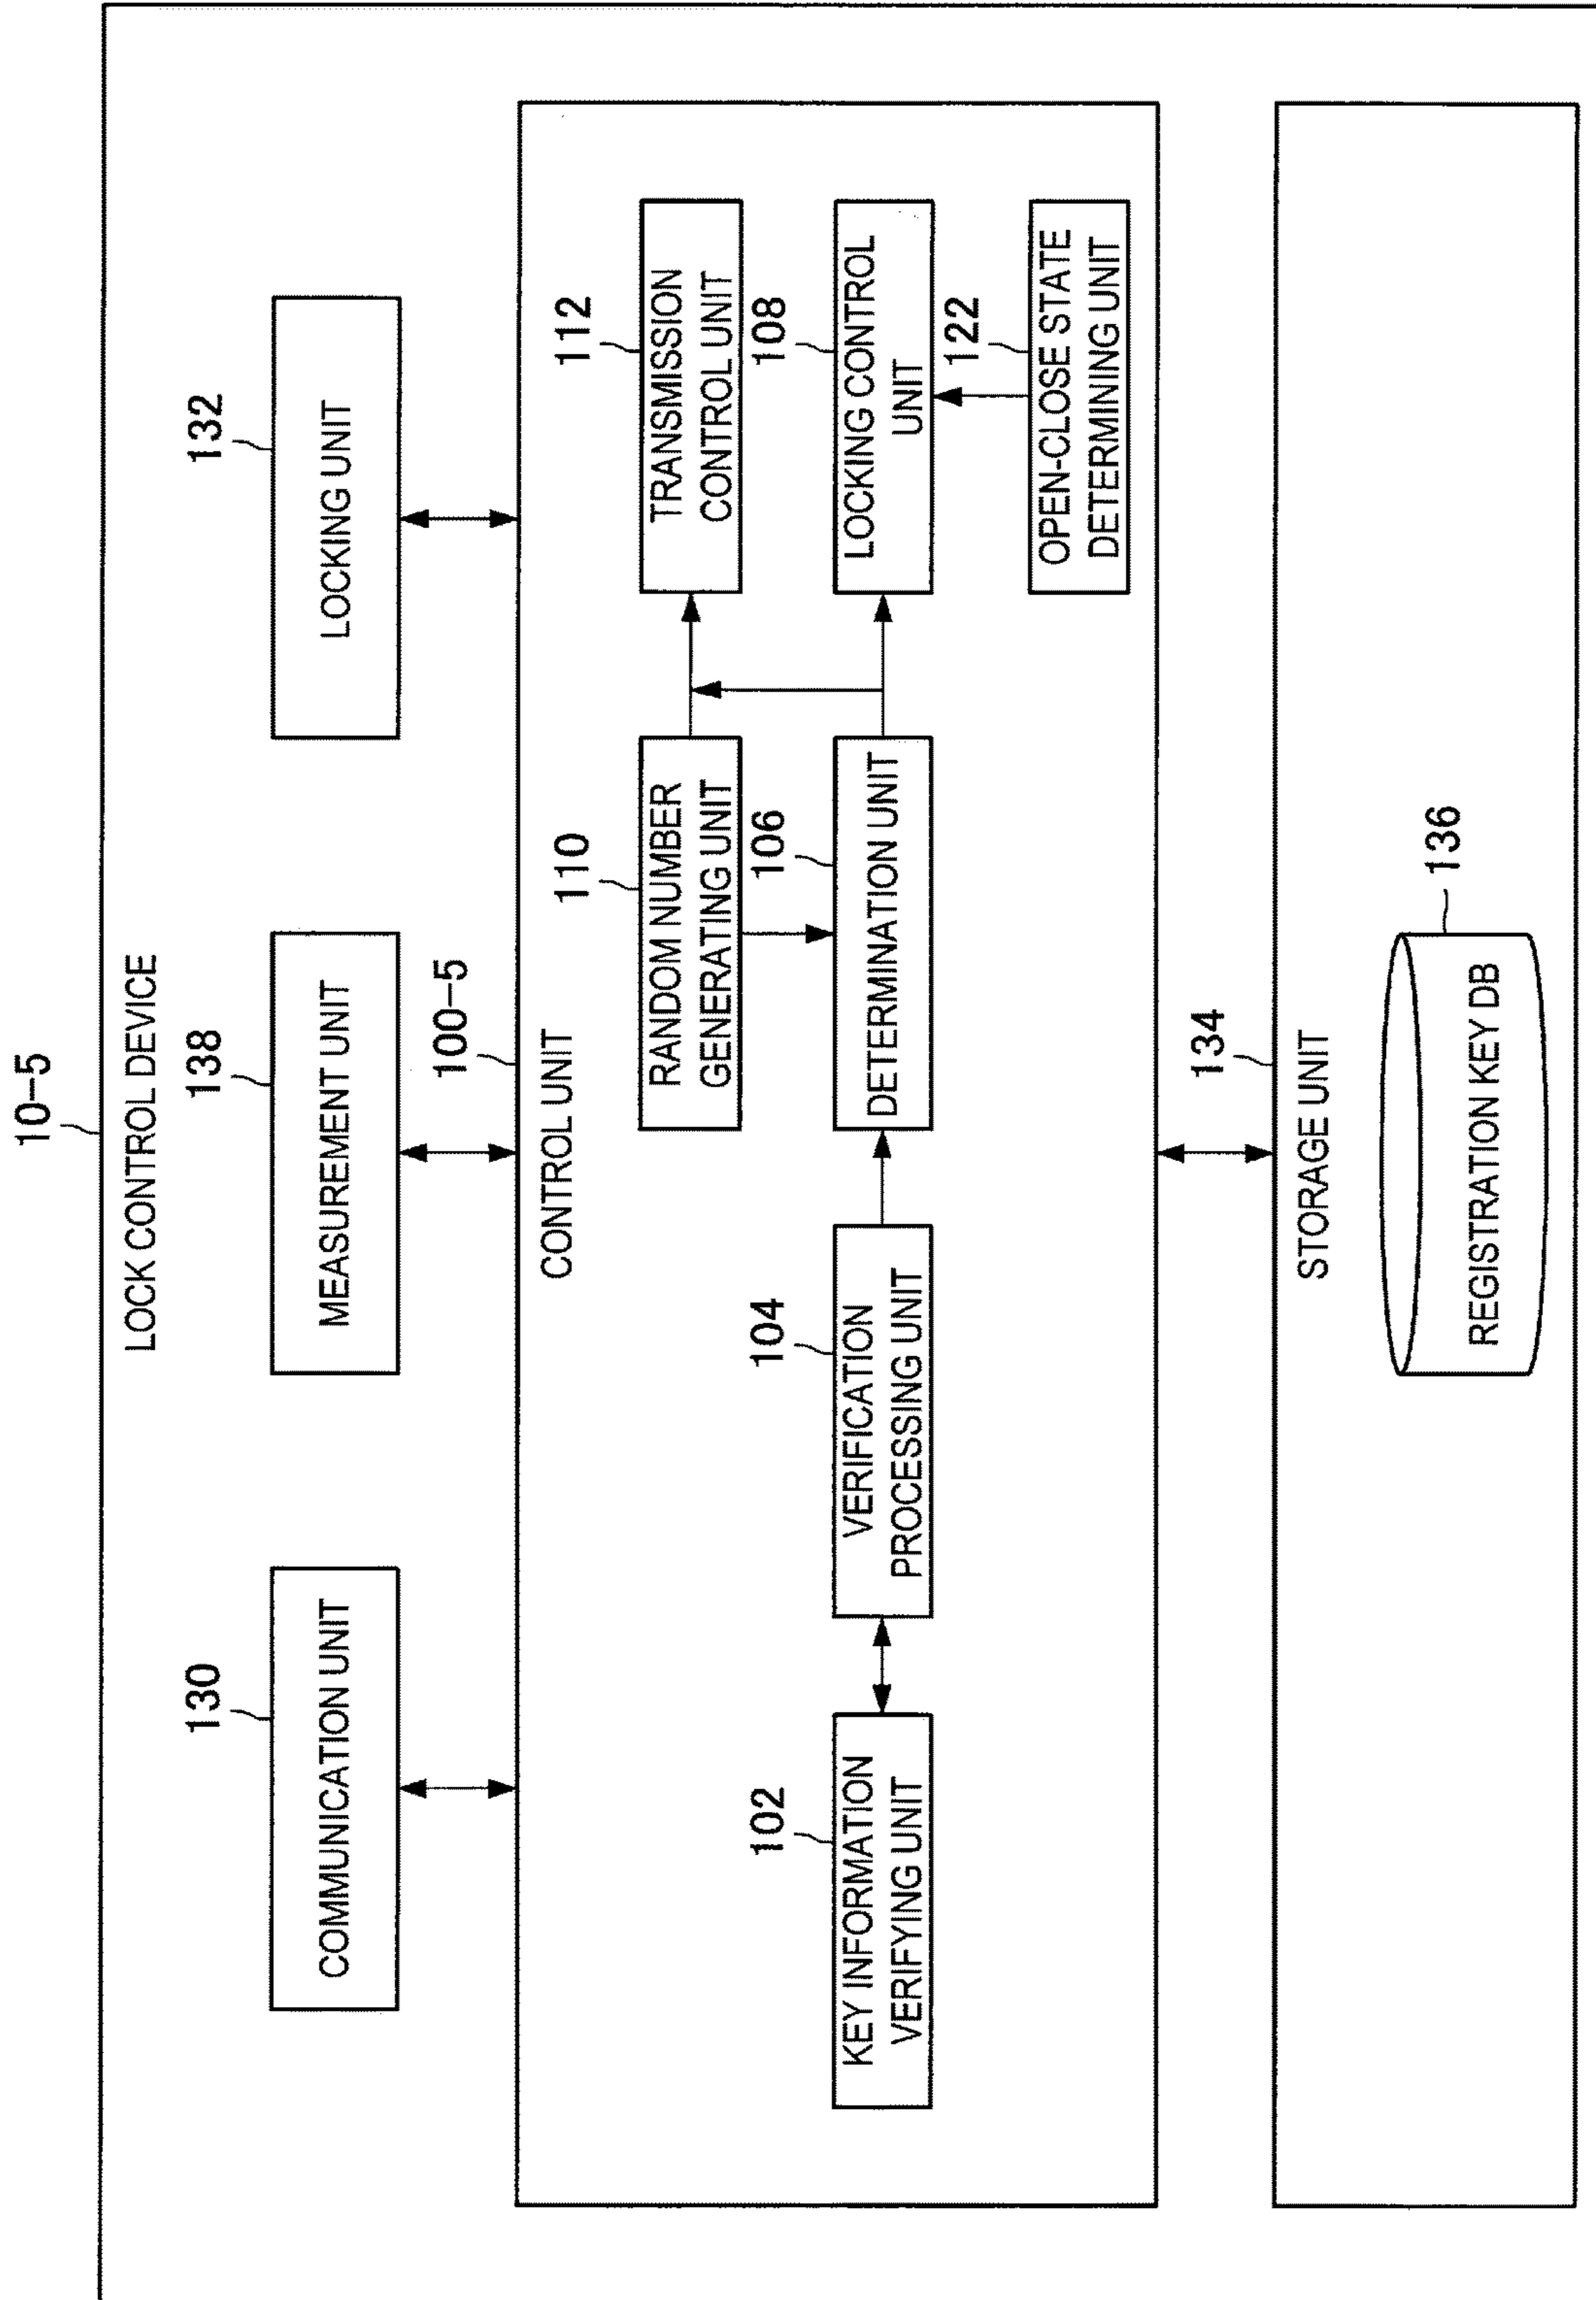 10-5
LOCK CONTROL DEVICE
130
COMMUNICATION UNIT
138
MEASUREMENT UNIT
132
LOCKING UNIT
100-5
CONTROL UNIT
110
RANDOM NUMBER
GENERATING UNIT
112
TRANSMISSION
CONTROL UNIT
102
KEY INFORMATION
VERIFYING UNIT
104
VERIFICATION
PROCESSING UNIT
106
DETERMINATION UNIT
108
LOCKING CONTROL
UNIT
122
OPEN-CLOSE STATE
DETERMINING UNIT
134
STORAGE UNIT
136
REGISTRATION KEY DB